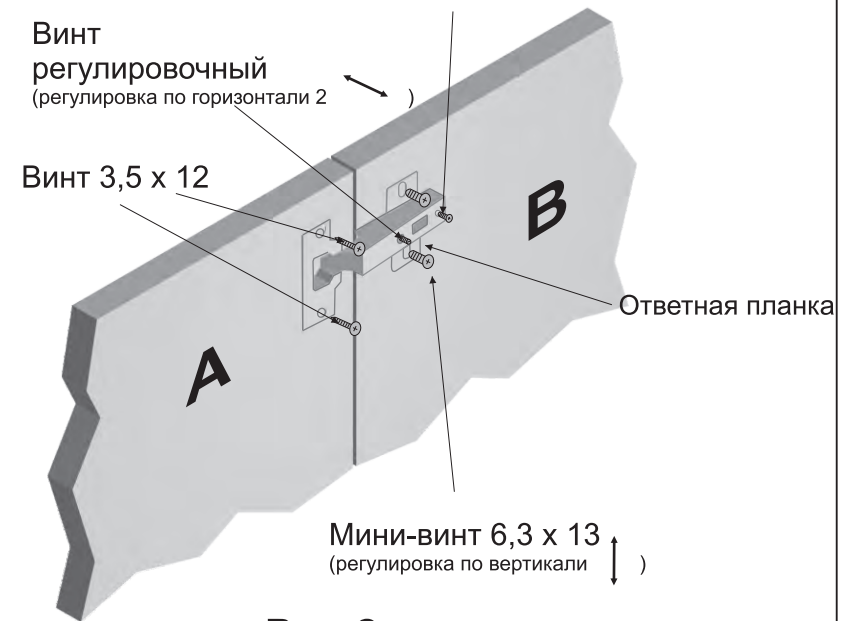 Винт
регулировочный
(регулировка по горизонтали 2 )
Винт 3,5 x 12
B
Ответная планка
A
Мини-винт 6,3 x 13
(регулировка по вертикали )